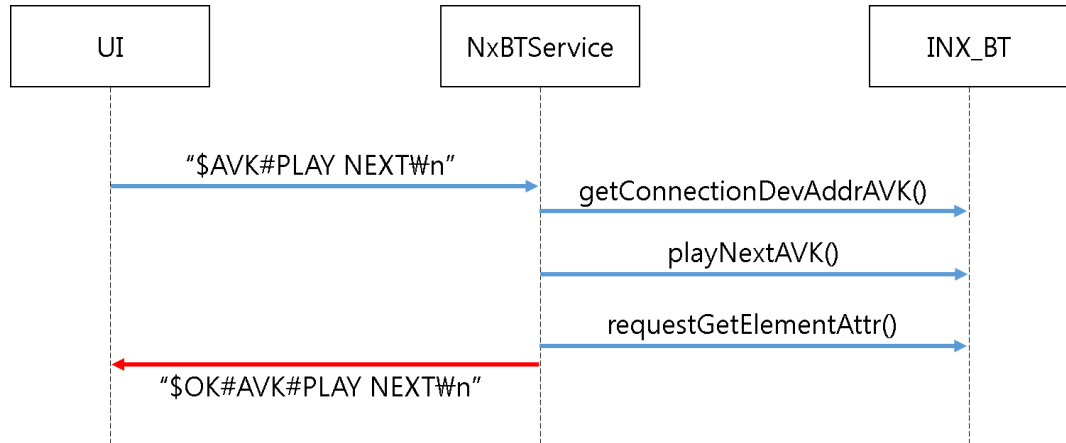 UI
NxBTService
INX_BT
“$AVK#PLAY NEXT₩n”
getConnectionDevAddrAVK()
playNextAVK()
requestGetElementAttr()
“$OK#AVK#PLAY NEXT₩n”